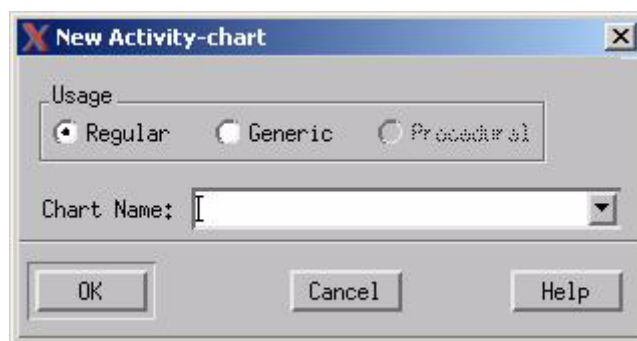 New Activity-chart
Usage
Regular Generic Procedural
Chart Name:
OK Cancel Help